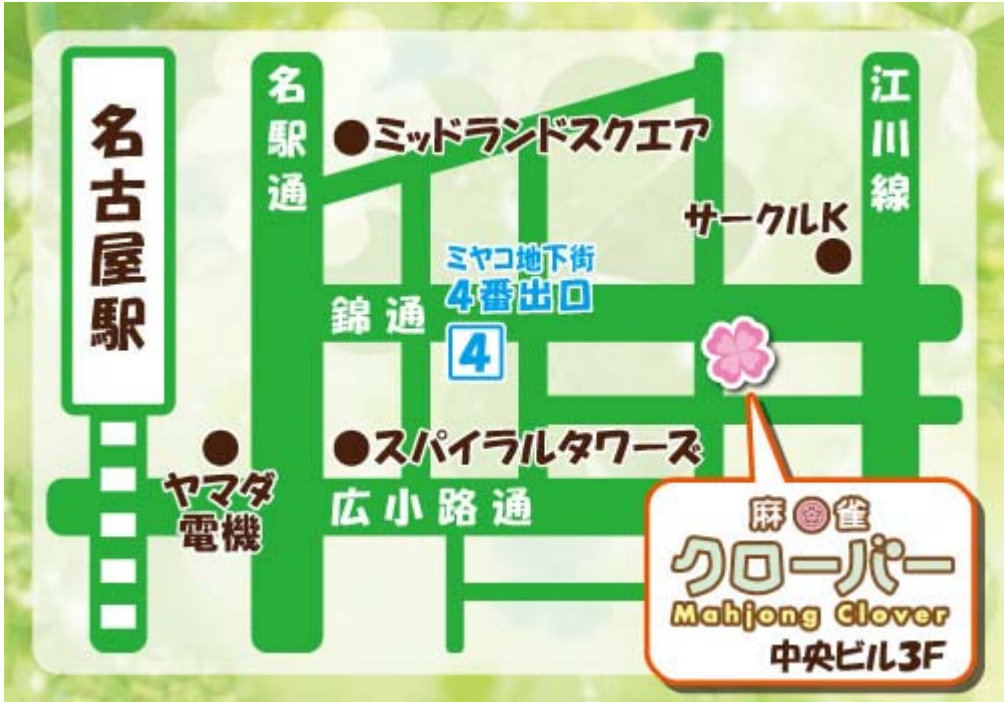 名古屋駅
名駅通
ミッドランドスクエア
江川線
サークルK
ミヤコ地下街
4番出口
4
錦通
スパイラルタワーズ
ヤマダ
電機
広小路通
麻雀
クローバー
Mahjong Clover
中央ビル3F